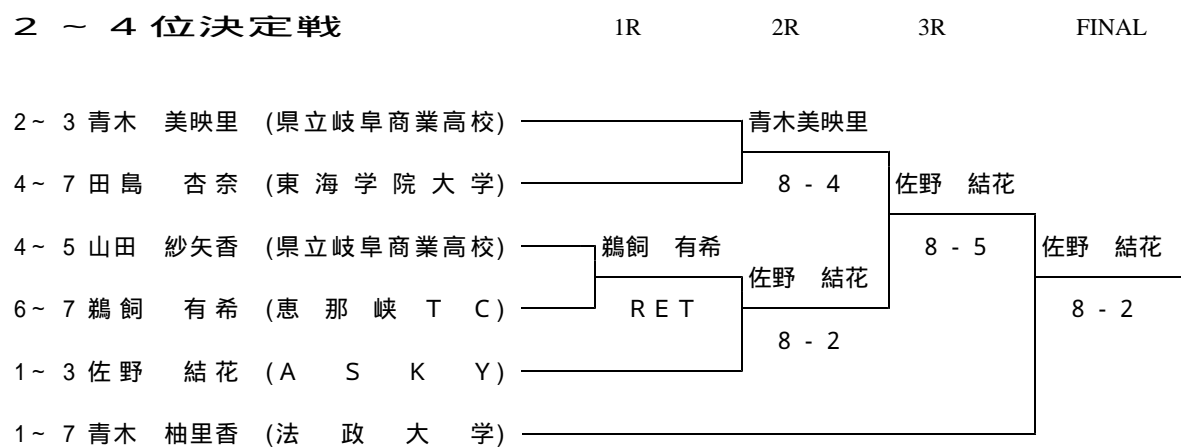 2 ~ 4 位決定戦 1R 2R 3R FINAL
2~ 3 青木 美映里 (県立岐阜商業高校) 青木美映里
4~ 7 田島 杏奈 (東海学院大学) 8 - 4 佐野 結花
4~ 5 山田 紗矢香 (県立岐阜商業高校) 鵜飼 有希 8 - 5 佐野 結花
佐野 結花
6~ 7 鵜飼 有希 (恵那峡TC) RET 8 - 2
8 - 2
1~ 3 佐野 結花 (ASKY)
1~ 7 青木 柚里香 (法政大学)